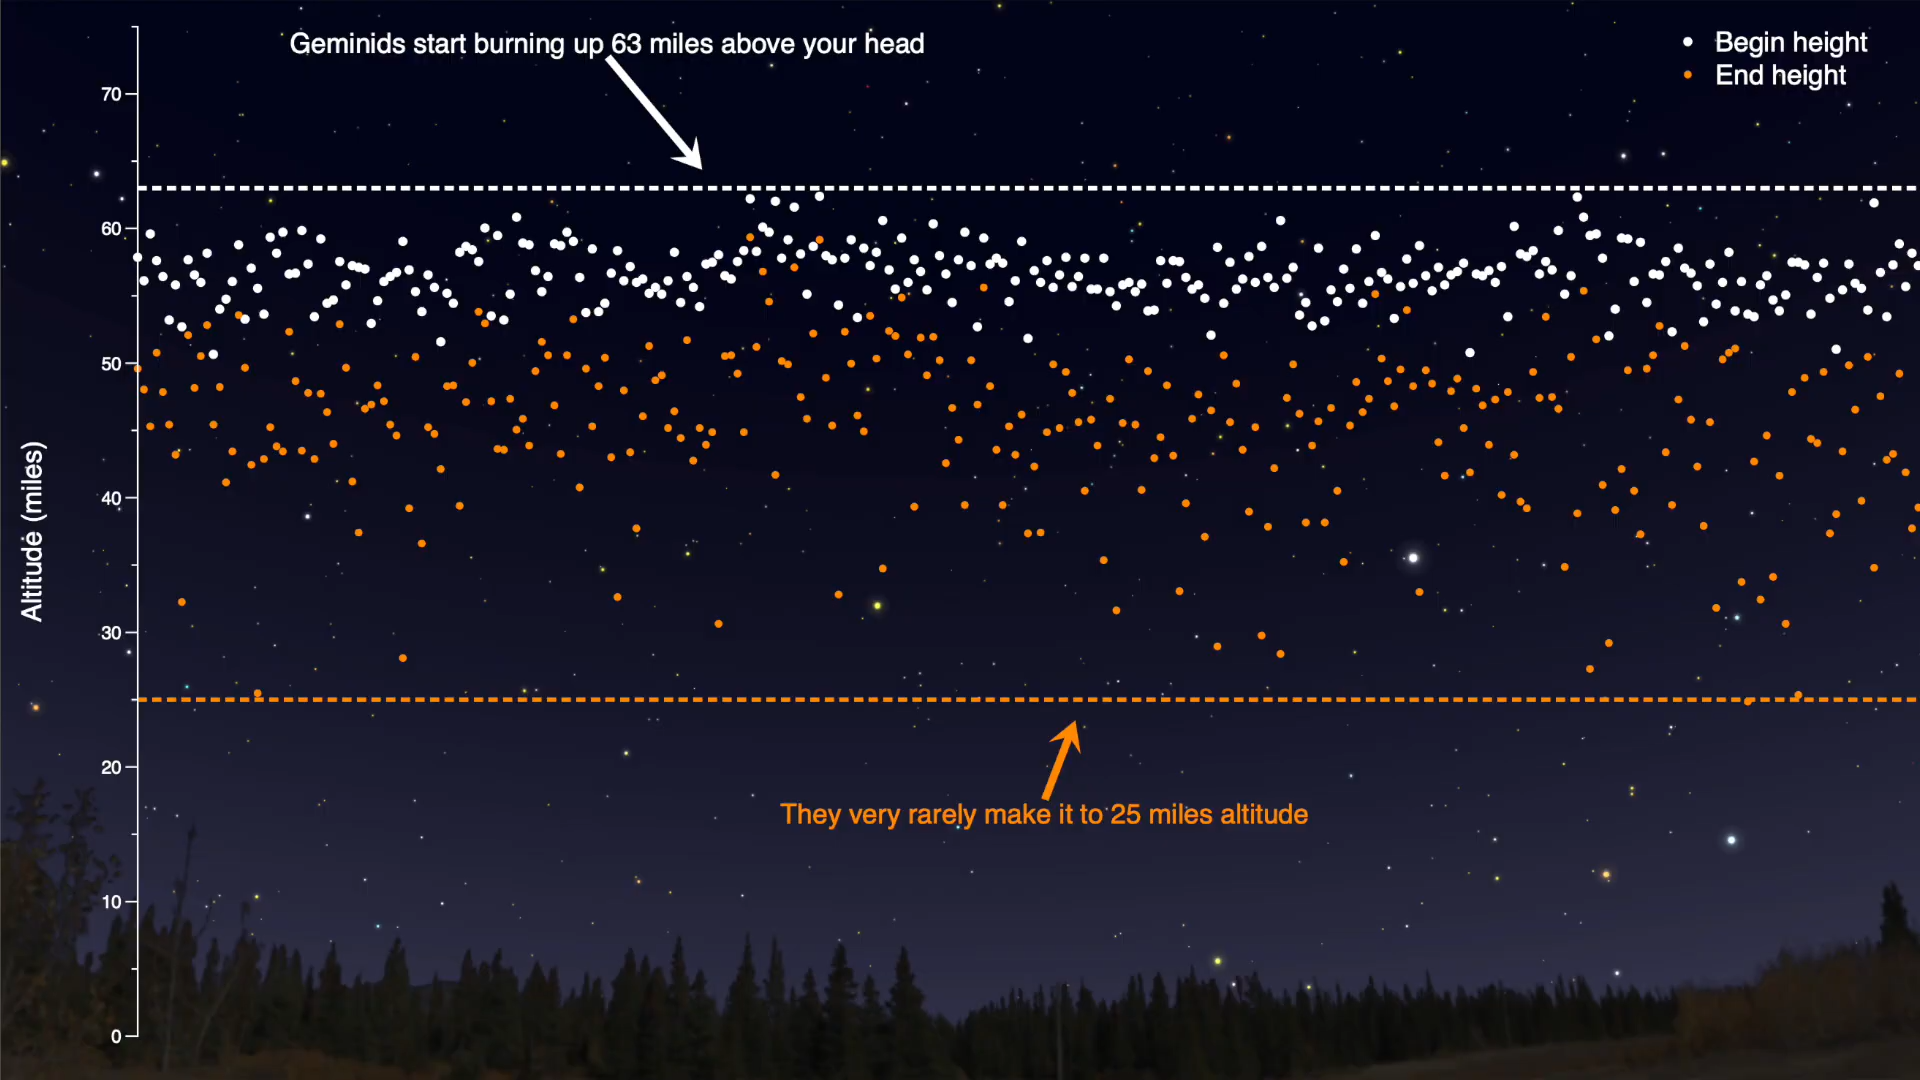 Geminids start burning up 63 miles above your head
Begin height
End height
Altitude (miles)
70
60
50
40
30
20
10
0
They very rarely make it to 25 miles altitude